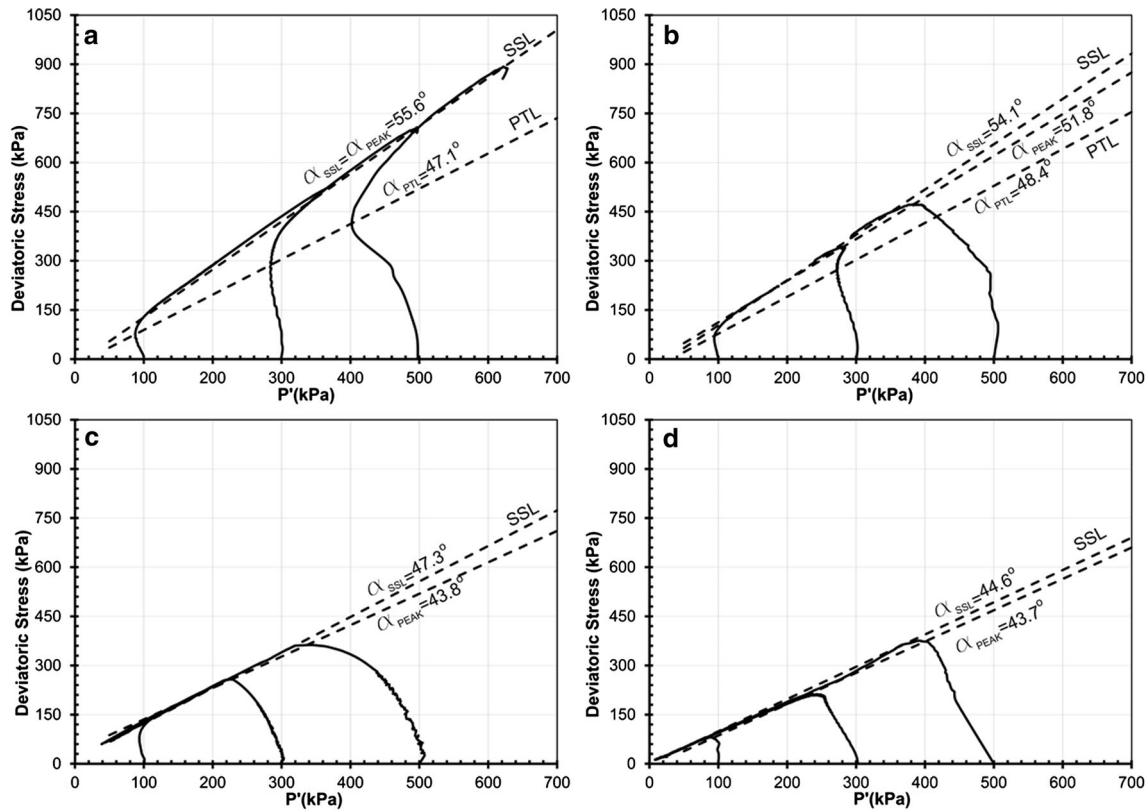 a
1050
900
750
600
450
300
150
0
Deviatoric Stress (kPa)
0 100 200 300 400 500 600 700
P'(kPa)
SSL
α SSL=α PEAK=55.6°
PTL
α PTL=47.1°
b
1050
900
750
600
450
300
150
0
Deviatoric Stress (kPa)
0 100 200 300 400 500 600 700
P'(kPa)
SSL
α SSL=54.1°
α PEAK=51.8°
PTL
α PTL=48.4°
c
1050
900
750
600
450
300
150
0
Deviatoric Stress (kPa)
0 100 200 300 400 500 600 700
P'(kPa)
SSL
α SSL=47.3°
α PEAK=43.8°
d
1050
900
750
600
450
300
150
0
Deviatoric Stress (kPa)
0 100 200 300 400 500 600 700
P'(kPa)
SSL
α SSL=44.6°
α PEAK=43.7°